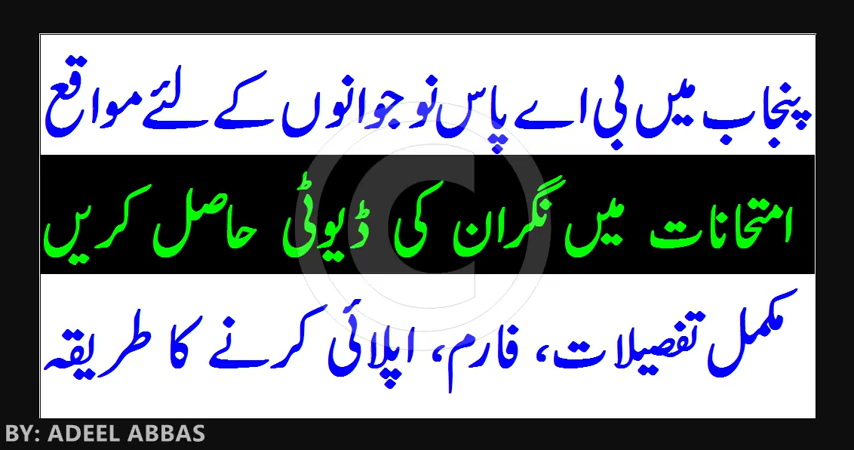 پنجاب میں بی اے پاس نوجوانوں کے لئے مواقع
امتحانات میں نگران کی ڈیوٹی حاصل کریں
مکمل تفصیلات، فارم، اپلائی کرنے کا طریقہ
BY: ADEEL ABBAS